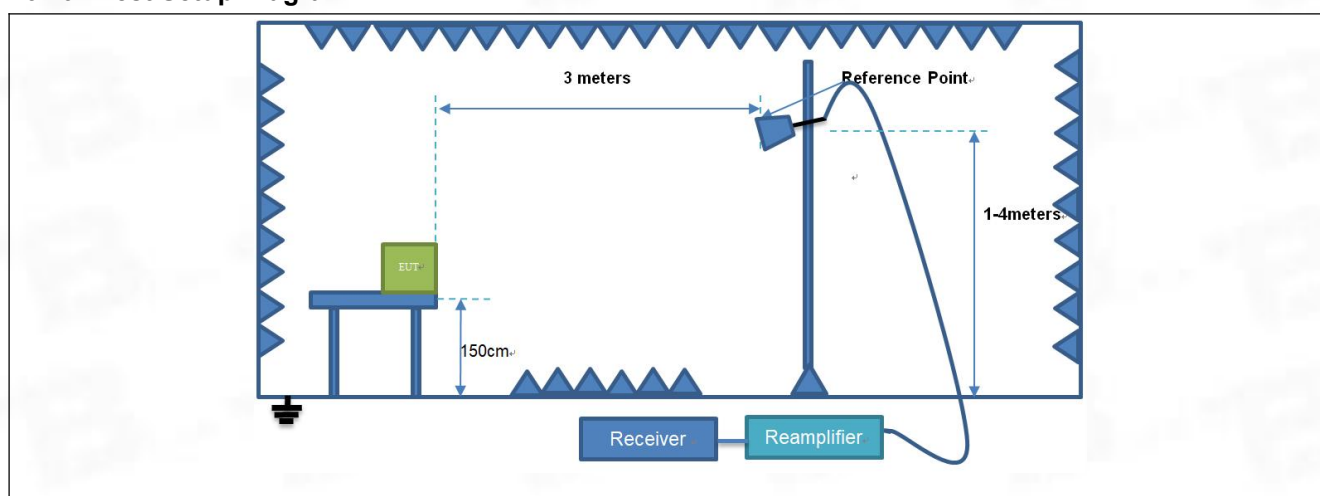 3 meters
Reference Point
1-4meters
EUT
150cm
Receiver
Reamplifier